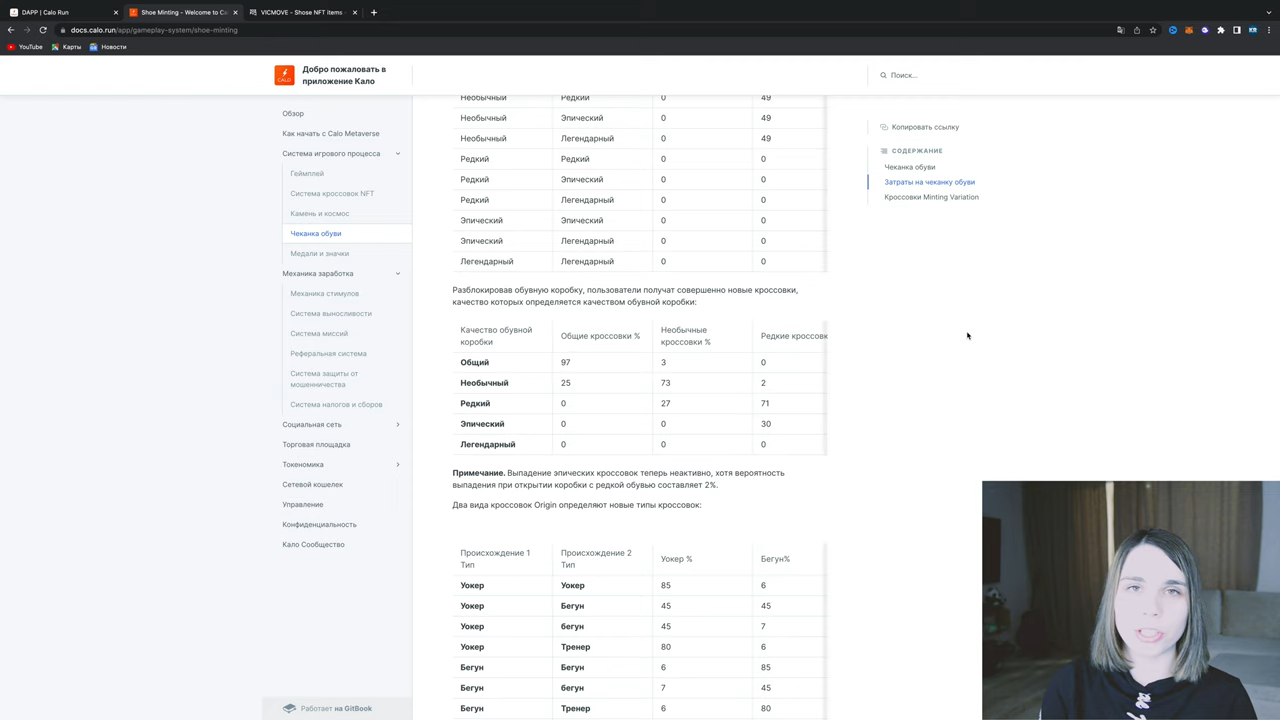 DAPP | Calo Run
Shoe Minting - Welcome to Ca
VICMOVE - Shose NFT items -
docs.calo.run/app/gameplay-system/shoe-minting
YouTube
Карты
Новости
CALO
Добро пожаловать в
приложение Кало
Поиск...
Обзор
Как начать с Calo Metaverse
Система игрового процесса
Геймплей
Система кроссовок NFT
Камень и космос
Чеканка обуви
Медали и значки
Механика заработка
Механика стимулов
Система выносливости
Система миссий
Реферальная система
Система защиты от
мошенничества
Система налогов и сборов
Социальная сеть
Торговая площадка
Токеномика
Сетевой кошелек
Управление
Конфиденциальность
Кало Сообщество
Работает на GitBook
Необычный Редкий 0 49
Необычный Эпический 0 49
Необычный Легендарный 0 49
Редкий Редкий 0 0
Редкий Эпический 0 0
Редкий Легендарный 0 0
Эпический Эпический 0 0
Эпический Легендарный 0 0
Легендарный Легендарный 0 0
Разблокировав обувную коробку, пользователи получат совершенно новые кроссовки,
качество которых определяется качеством обувной коробки:
Качество обувной
коробки
Общие кроссовки %
Необычные
кроссовки %
Редкие кроссовк
Общий 97 3 0
Необычный 25 73 2
Редкий 0 27 71
Эпический 0 0 30
Легендарный 0 0 0
Примечание. Выпадение эпических кроссовок теперь неактивно, хотя вероятность
выпадения при открытии коробки с редкой обувью составляет 2%.
Два вида кроссовок Origin определяют новые типы кроссовок:
Происхождение 1
Тип
Происхождение 2
Тип
Уокер %
Бегун%
Уокер Уокер 85 6
Уокер Бегун 45 45
Уокер бегун 45 7
Уокер Тренер 80 6
Бегун Бегун 6 85
Бегун бегун 7 45
Бегун Тренер 6 80
Копировать ссылку
СОДЕРЖАНИЕ
Чеканка обуви
Затраты на чеканку обуви
Кроссовки Minting Variation